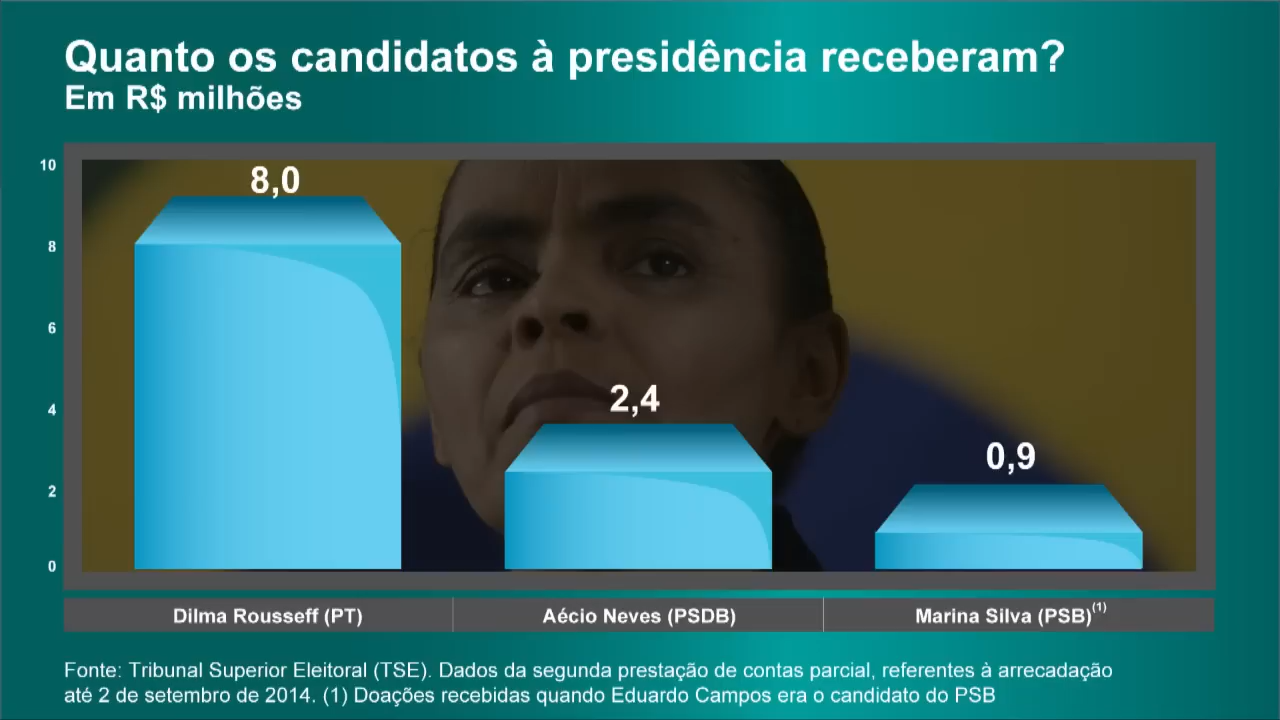 Quanto os candidatos à presidência receberam?
Em R$ milhões
10
8
6
4
2
0
8,0
2,4
0,9
Dilma Rousseff (PT)
Aécio Neves (PSDB)
Marina Silva (PSB)(1)
Fonte: Tribunal Superior Eleitoral (TSE). Dados da segunda prestação de contas parcial, referentes à arrecadação
até 2 de setembro de 2014. (1) Doações recebidas quando Eduardo Campos era o candidato do PSB